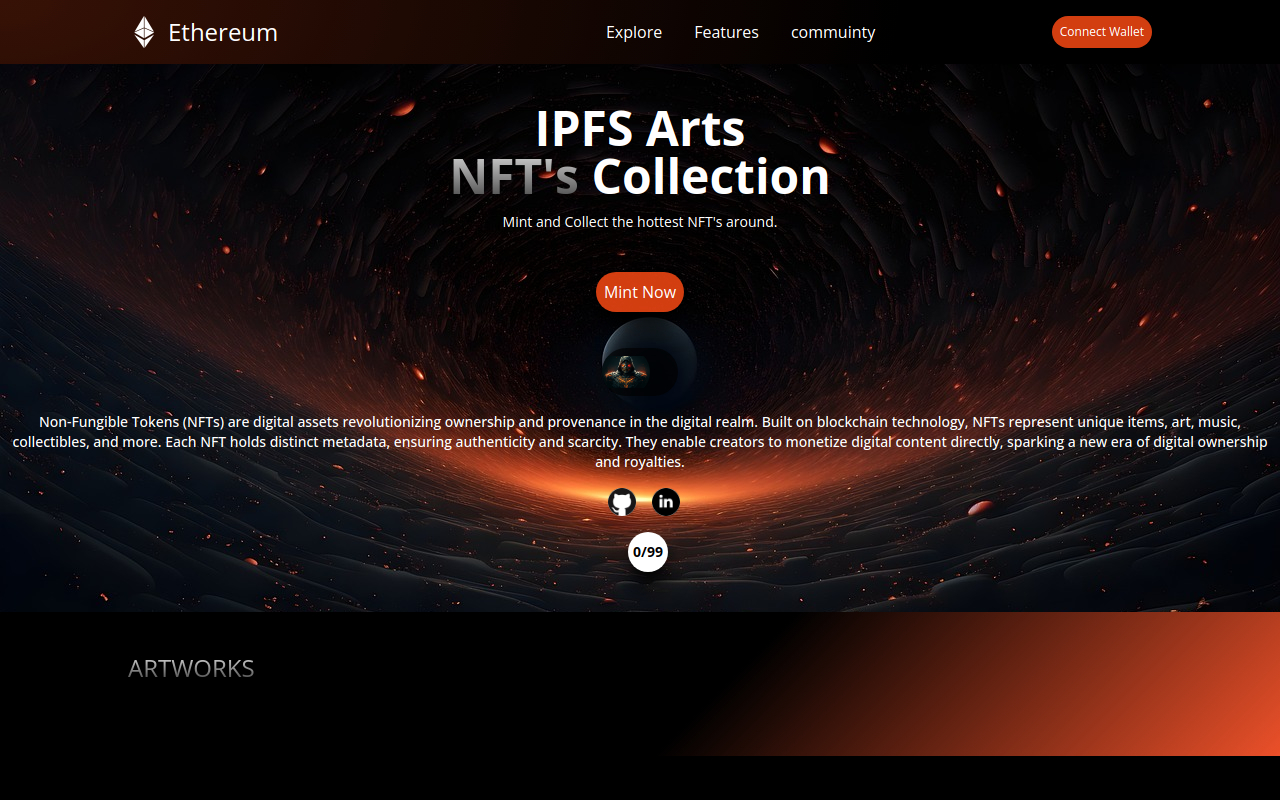 Ethereum
Explore
Features
commuinty
Connect Wallet
IPFS Arts
NFT's Collection
Mint and Collect the hottest NFT's around.
Mint Now
Non-Fungible Tokens (NFTs) are digital assets revolutionizing ownership and provenance in the digital realm. Built on blockchain technology, NFTs represent unique items, art, music,
collectibles, and more. Each NFT holds distinct metadata, ensuring authenticity and scarcity. They enable creators to monetize digital content directly, sparking a new era of digital ownership
and royalties.
in
0/99
ARTWORKS